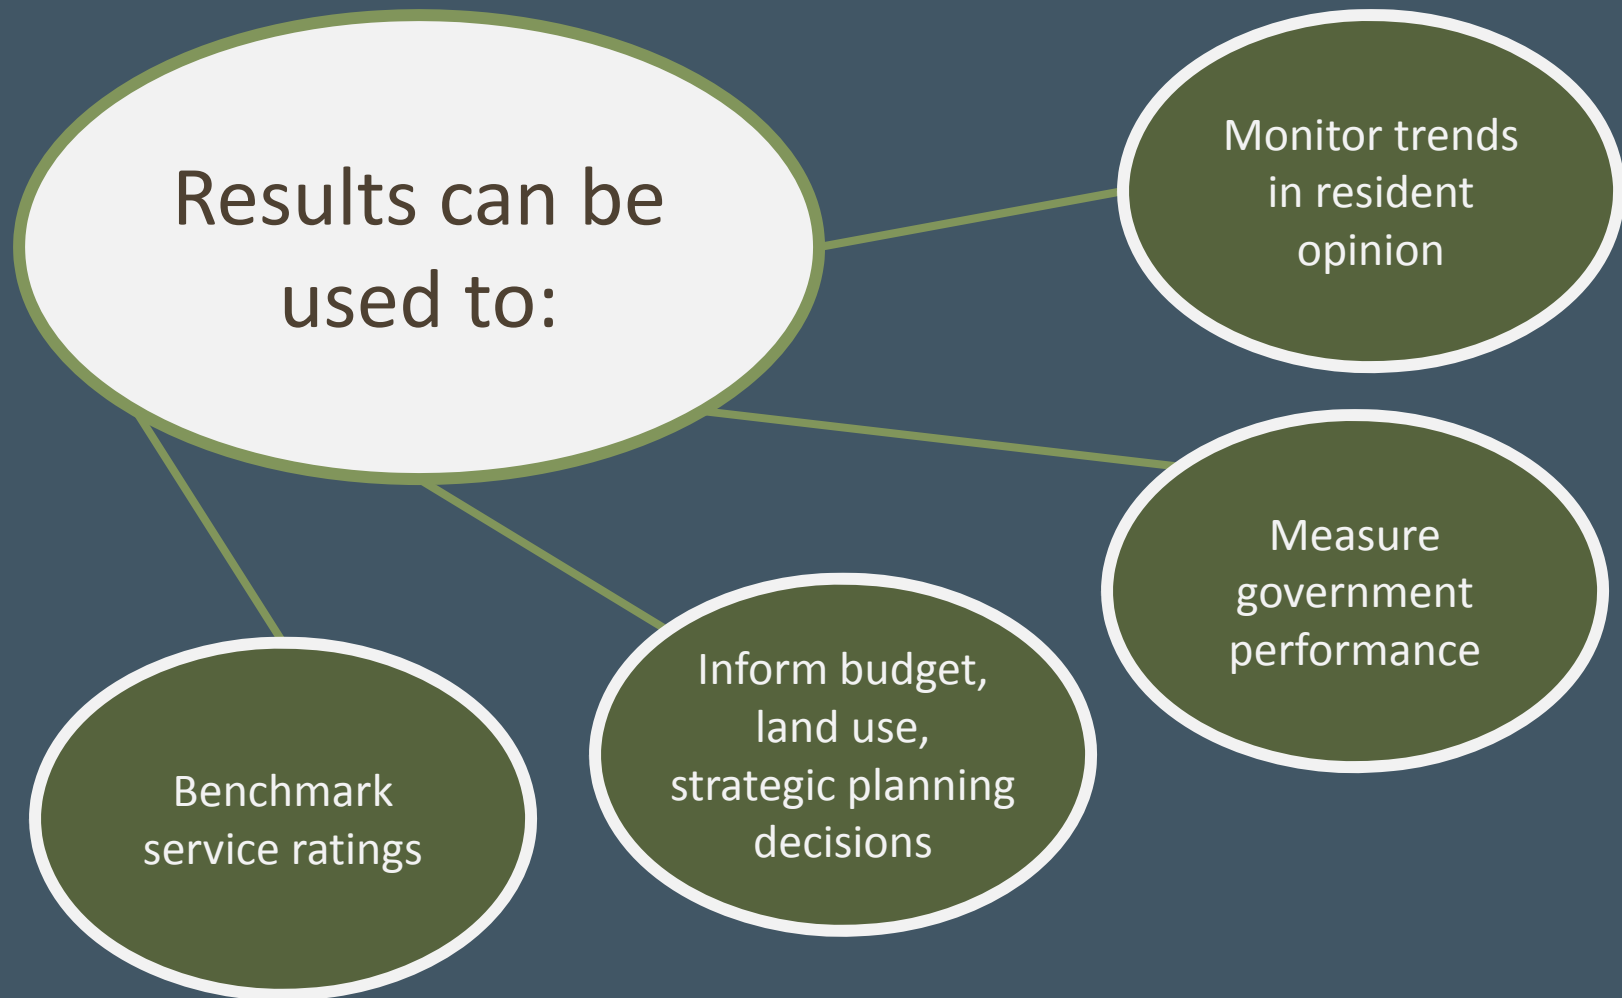 Results can be
used to:
Monitor trends
in resident
opinion
Measure
government
performance
Inform budget,
land use,
strategic planning
decisions
Benchmark
service ratings